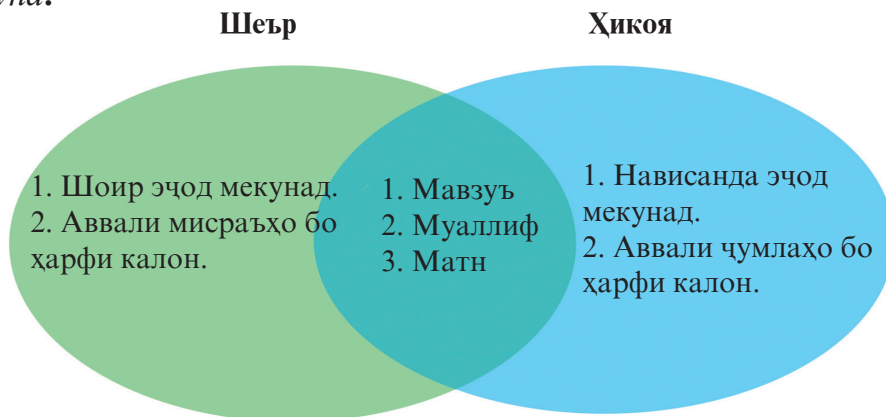 Шеър
Ҳикоя
1. Шоир эҷод мекунад.
2. Аввали мисраъҳо бо
ҳарфи калон.
1. Мавзуъ
2. Муаллиф
3. Матн
1. Нависанда эҷод
мекунад.
2. Аввали ҷумлаҳо бо
ҳарфи калон.